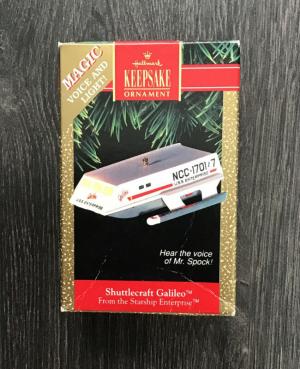 MAGIC
VOICE AND
LIGHT!
Hallmark
KEEPSAKE
ORNAMENT
NCC-1701/7
U.S.S. ENTERPRISE
Hear the voice
of Mr. Spock!
Shuttlecraft Galileo™
From the Starship Enterprise™